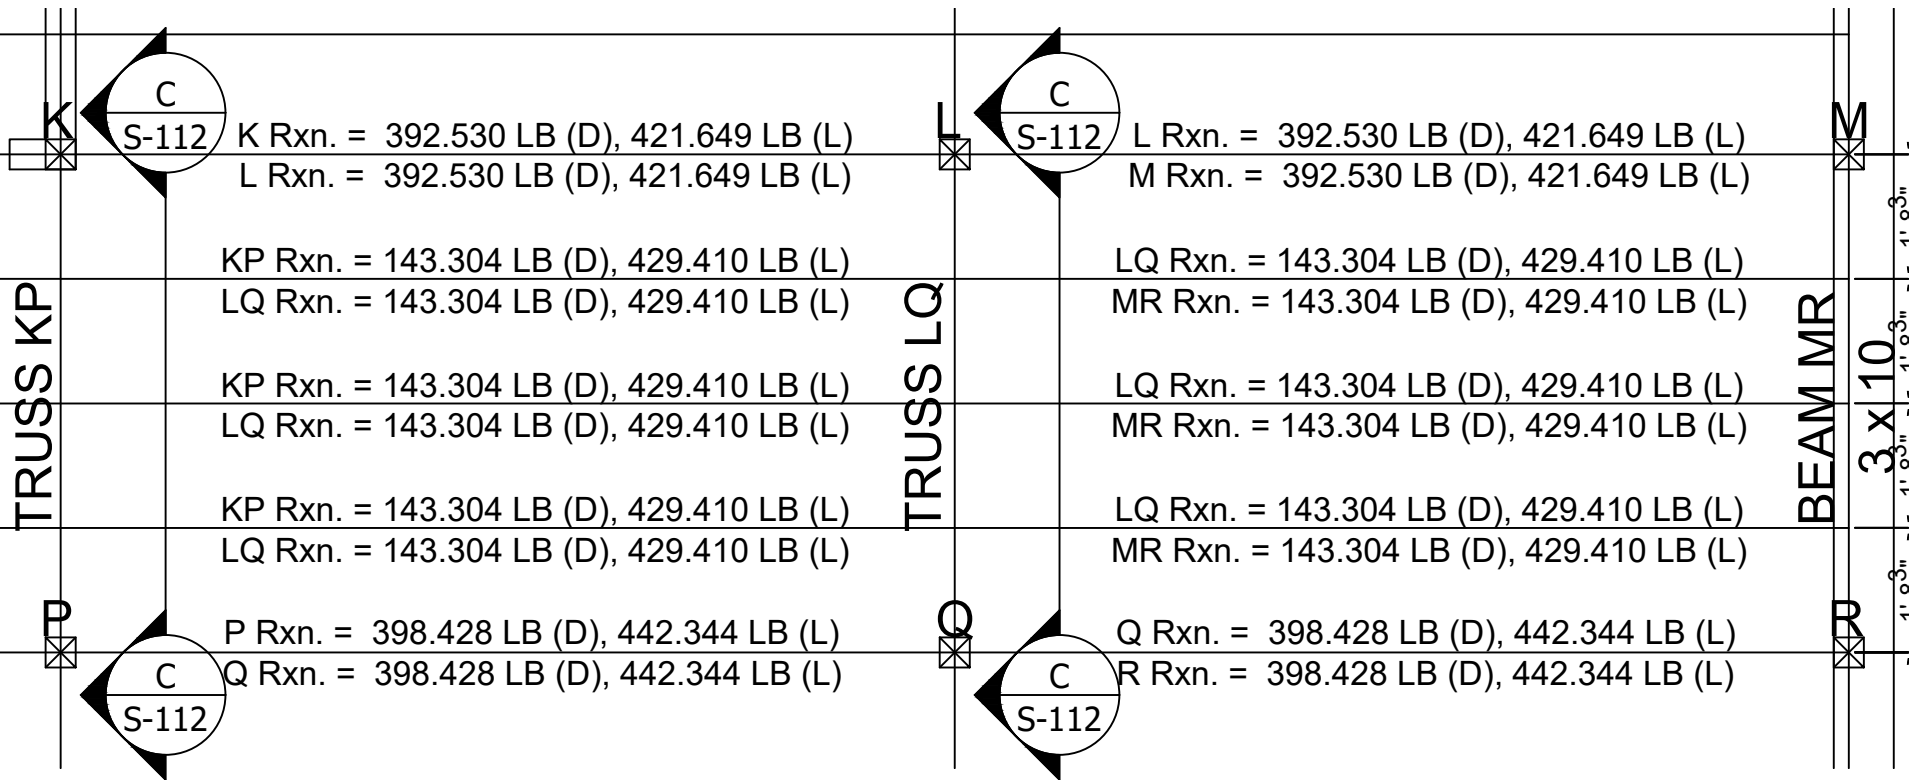 C
S-112
C
S-112
K
L
M
K Rxn. = 392.530 LB (D), 421.649 LB (L)
L Rxn. = 392.530 LB (D), 421.649 LB (L)
L Rxn. = 392.530 LB (D), 421.649 LB (L)
M Rxn. = 392.530 LB (D), 421.649 LB (L)
TRUSS KP
KP Rxn. = 143.304 LB (D), 429.410 LB (L)
LQ Rxn. = 143.304 LB (D), 429.410 LB (L)
KP Rxn. = 143.304 LB (D), 429.410 LB (L)
LQ Rxn. = 143.304 LB (D), 429.410 LB (L)
KP Rxn. = 143.304 LB (D), 429.410 LB (L)
LQ Rxn. = 143.304 LB (D), 429.410 LB (L)
TRUSS LQ
LQ Rxn. = 143.304 LB (D), 429.410 LB (L)
MR Rxn. = 143.304 LB (D), 429.410 LB (L)
LQ Rxn. = 143.304 LB (D), 429.410 LB (L)
MR Rxn. = 143.304 LB (D), 429.410 LB (L)
LQ Rxn. = 143.304 LB (D), 429.410 LB (L)
MR Rxn. = 143.304 LB (D), 429.410 LB (L)
BEAM MR
3 x 10
P
Q
R
P Rxn. = 398.428 LB (D), 442.344 LB (L)
Q Rxn. = 398.428 LB (D), 442.344 LB (L)
Q Rxn. = 398.428 LB (D), 442.344 LB (L)
R Rxn. = 398.428 LB (D), 442.344 LB (L)
C
S-112
C
S-112